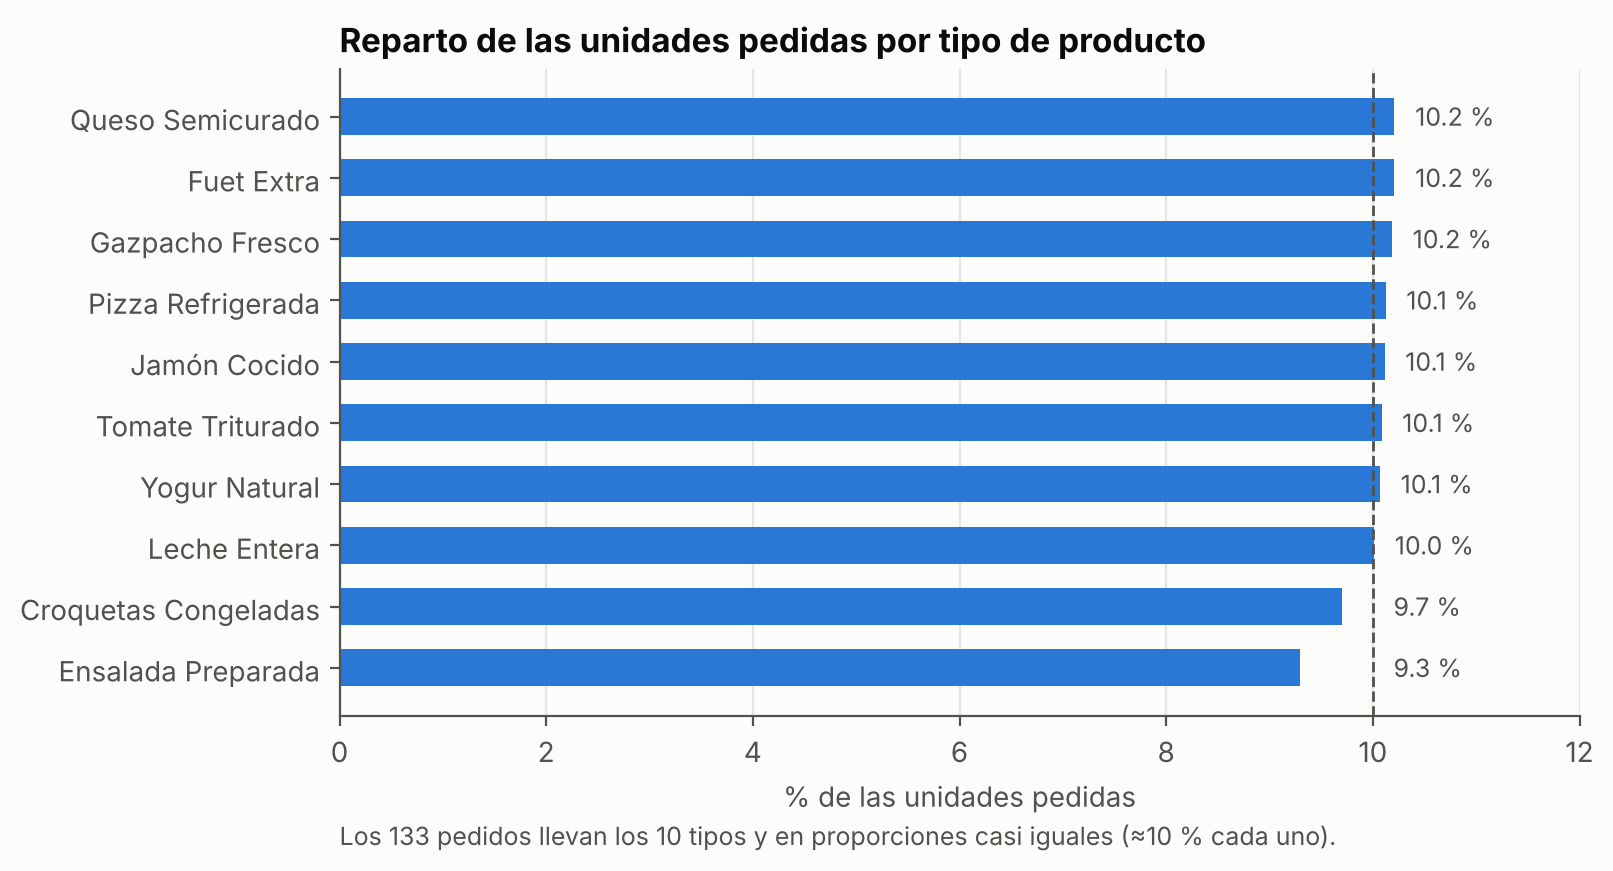 Reparto de las unidades pedidas por tipo de producto
Queso Semicurado 10.2 %
Fuet Extra 10.2 %
Gazpacho Fresco 10.2 %
Pizza Refrigerada 10.1 %
Jamón Cocido 10.1 %
Tomate Triturado 10.1 %
Yogur Natural 10.1 %
Leche Entera 10.0 %
Croquetas Congeladas 9.7 %
Ensalada Preparada 9.3 %
0 2 4 6 8 10 12
% de las unidades pedidas
Los 133 pedidos llevan los 10 tipos y en proporciones casi iguales (≈10 % cada uno).